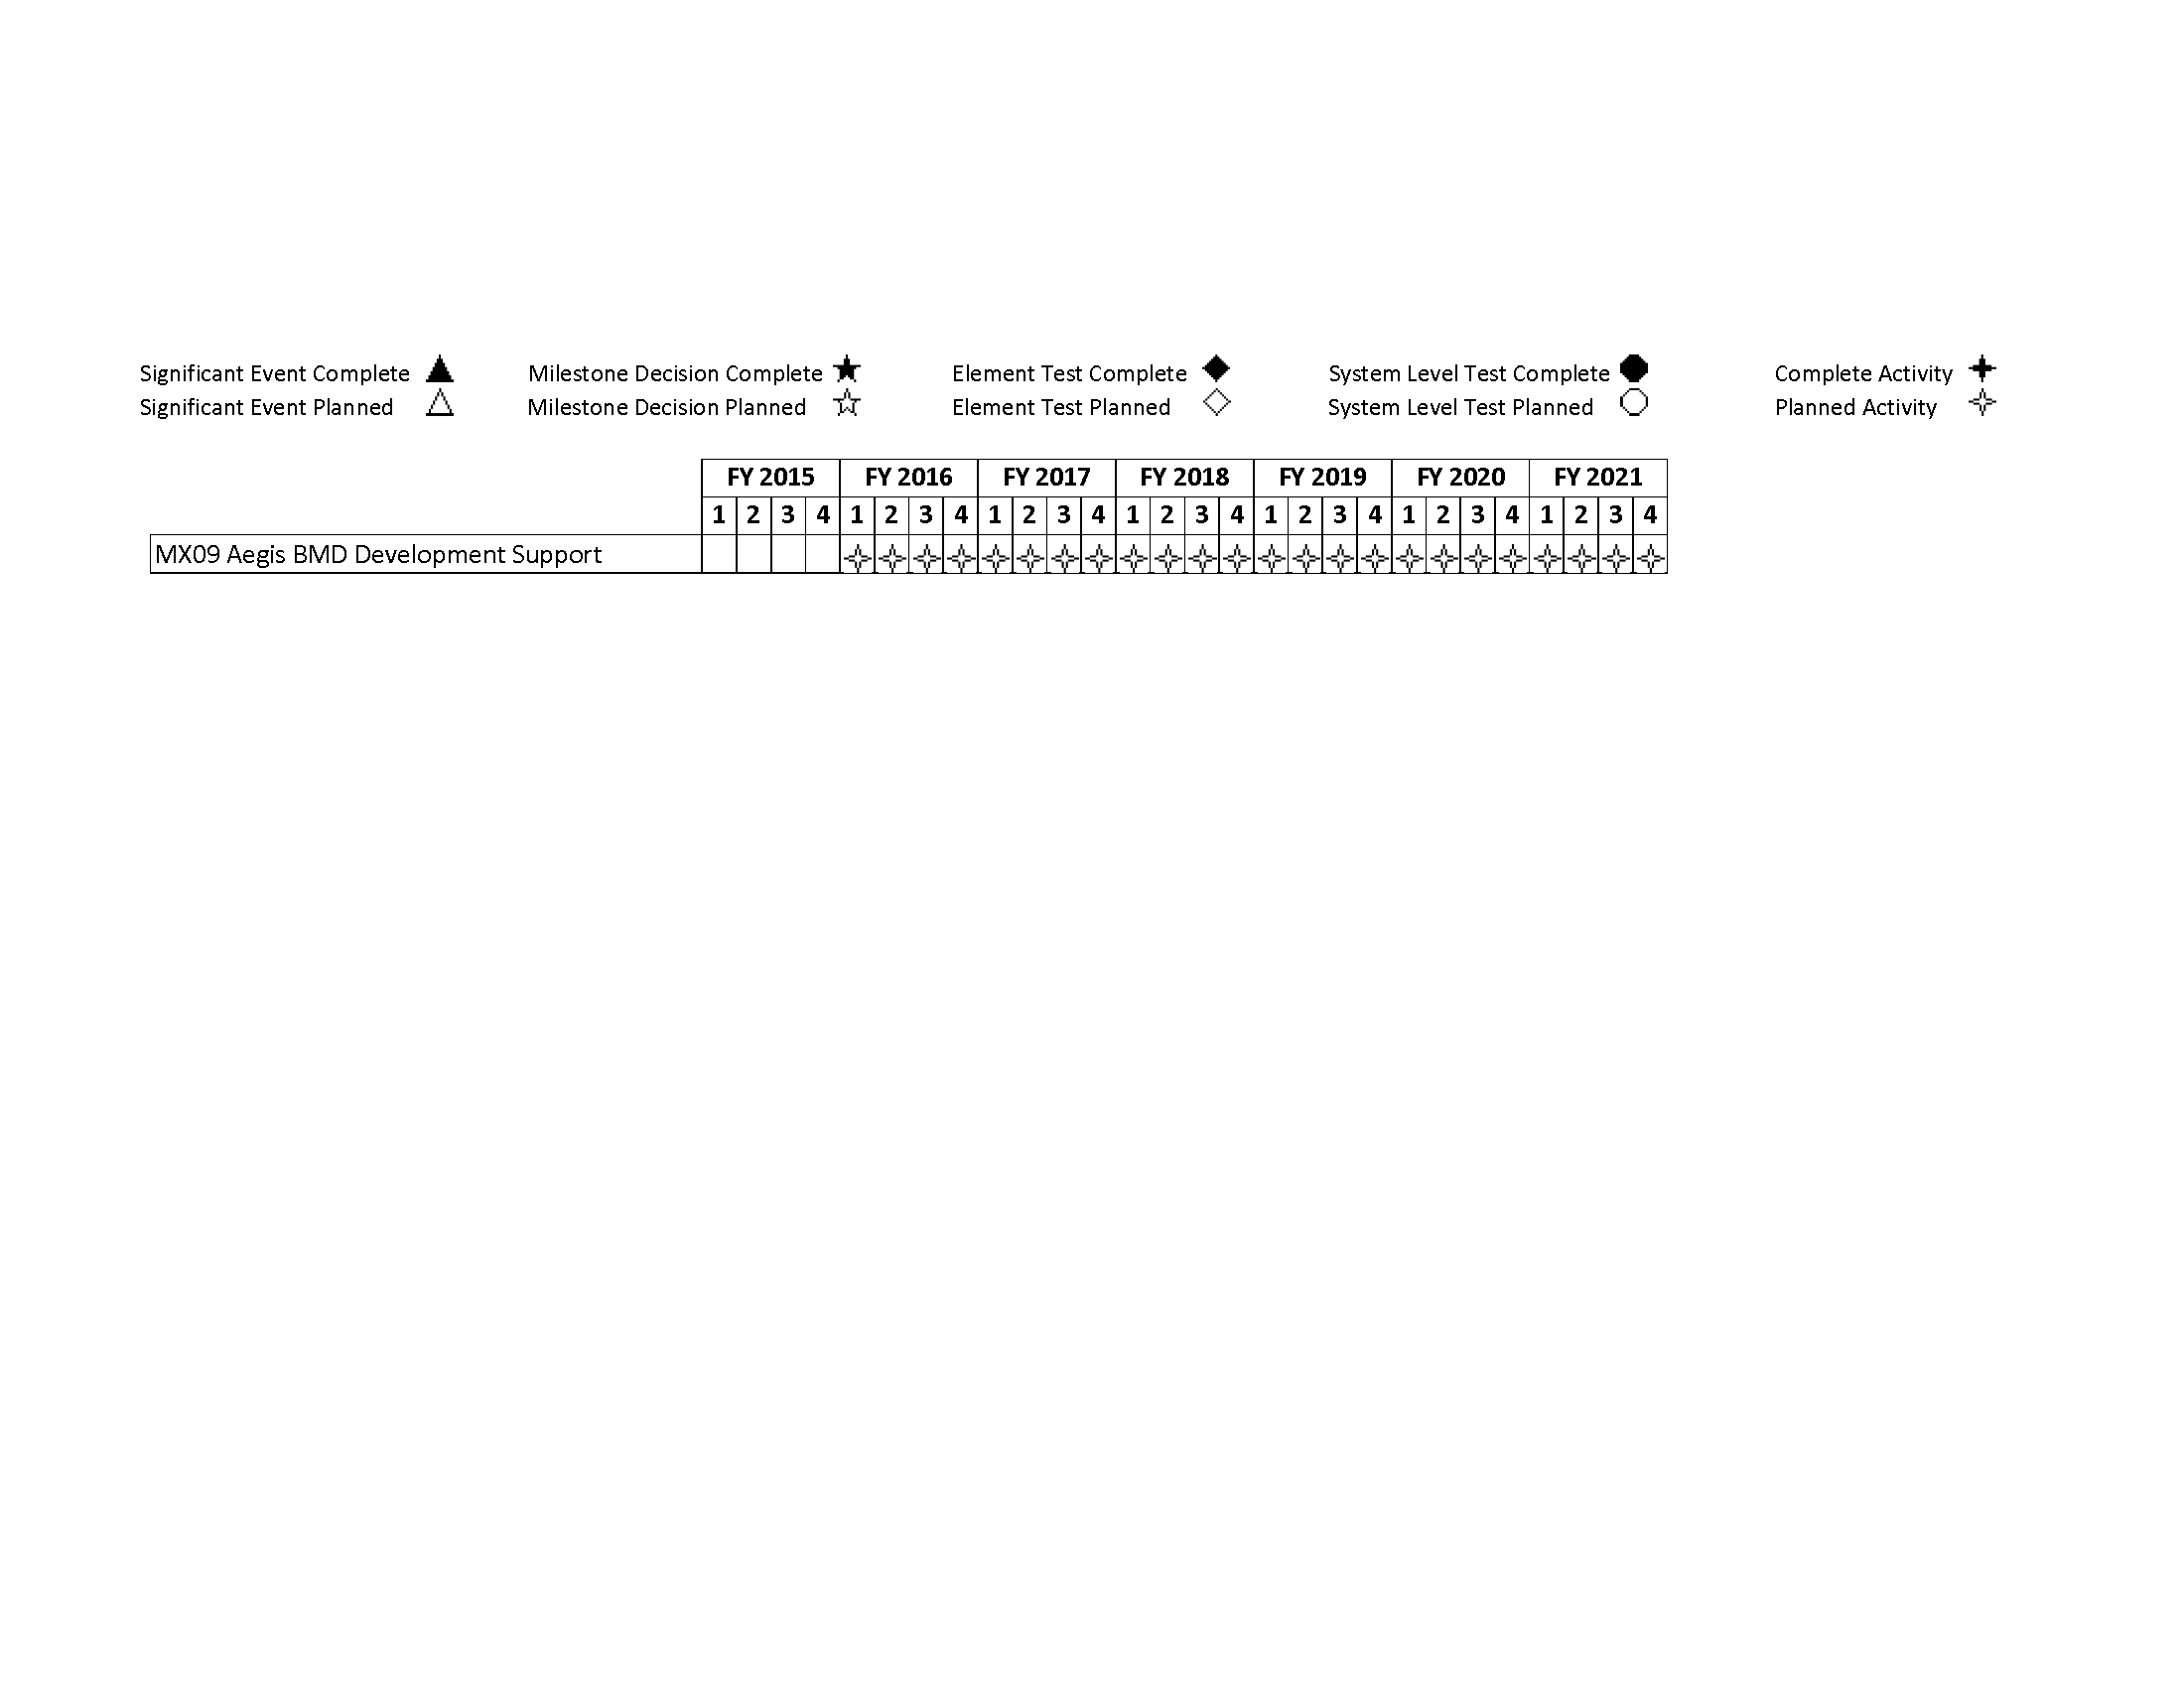 Significant Event Complete Milestone Decision Complete Element Test Complete System Level Test Complete Complete Activity
Significant Event Planned Milestone Decision Planned Element Test Planned System Level Test Planned Planned Activity
FY 2015 FY 2016 FY 2017 FY 2018 FY 2019 FY 2020 FY 2021
1 2 3 4 1 2 3 4 1 2 3 4 1 2 3 4 1 2 3 4 1 2 3 4 1 2 3 4
MX09 Aegis BMD Development Support